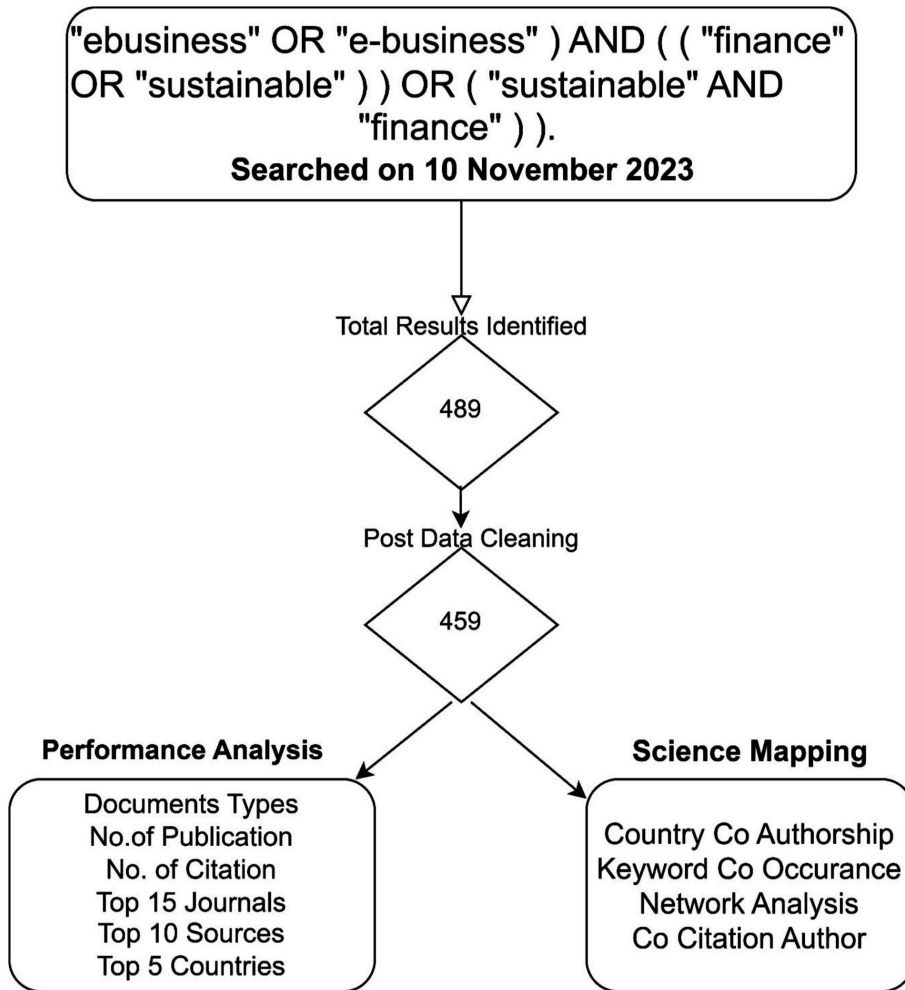 "ebusiness" OR "e-business" ) AND ( ( "finance"
OR "sustainable" ) ) OR ( "sustainable" AND
"finance" ) ).
Searched on 10 November 2023
Total Results Identified
489
Post Data Cleaning
459
Performance Analysis
Documents Types
No.of Publication
No. of Citation
Top 15 Journals
Top 10 Sources
Top 5 Countries
Science Mapping
Country Co Authorship
Keyword Co Occurance
Network Analysis
Co Citation Author